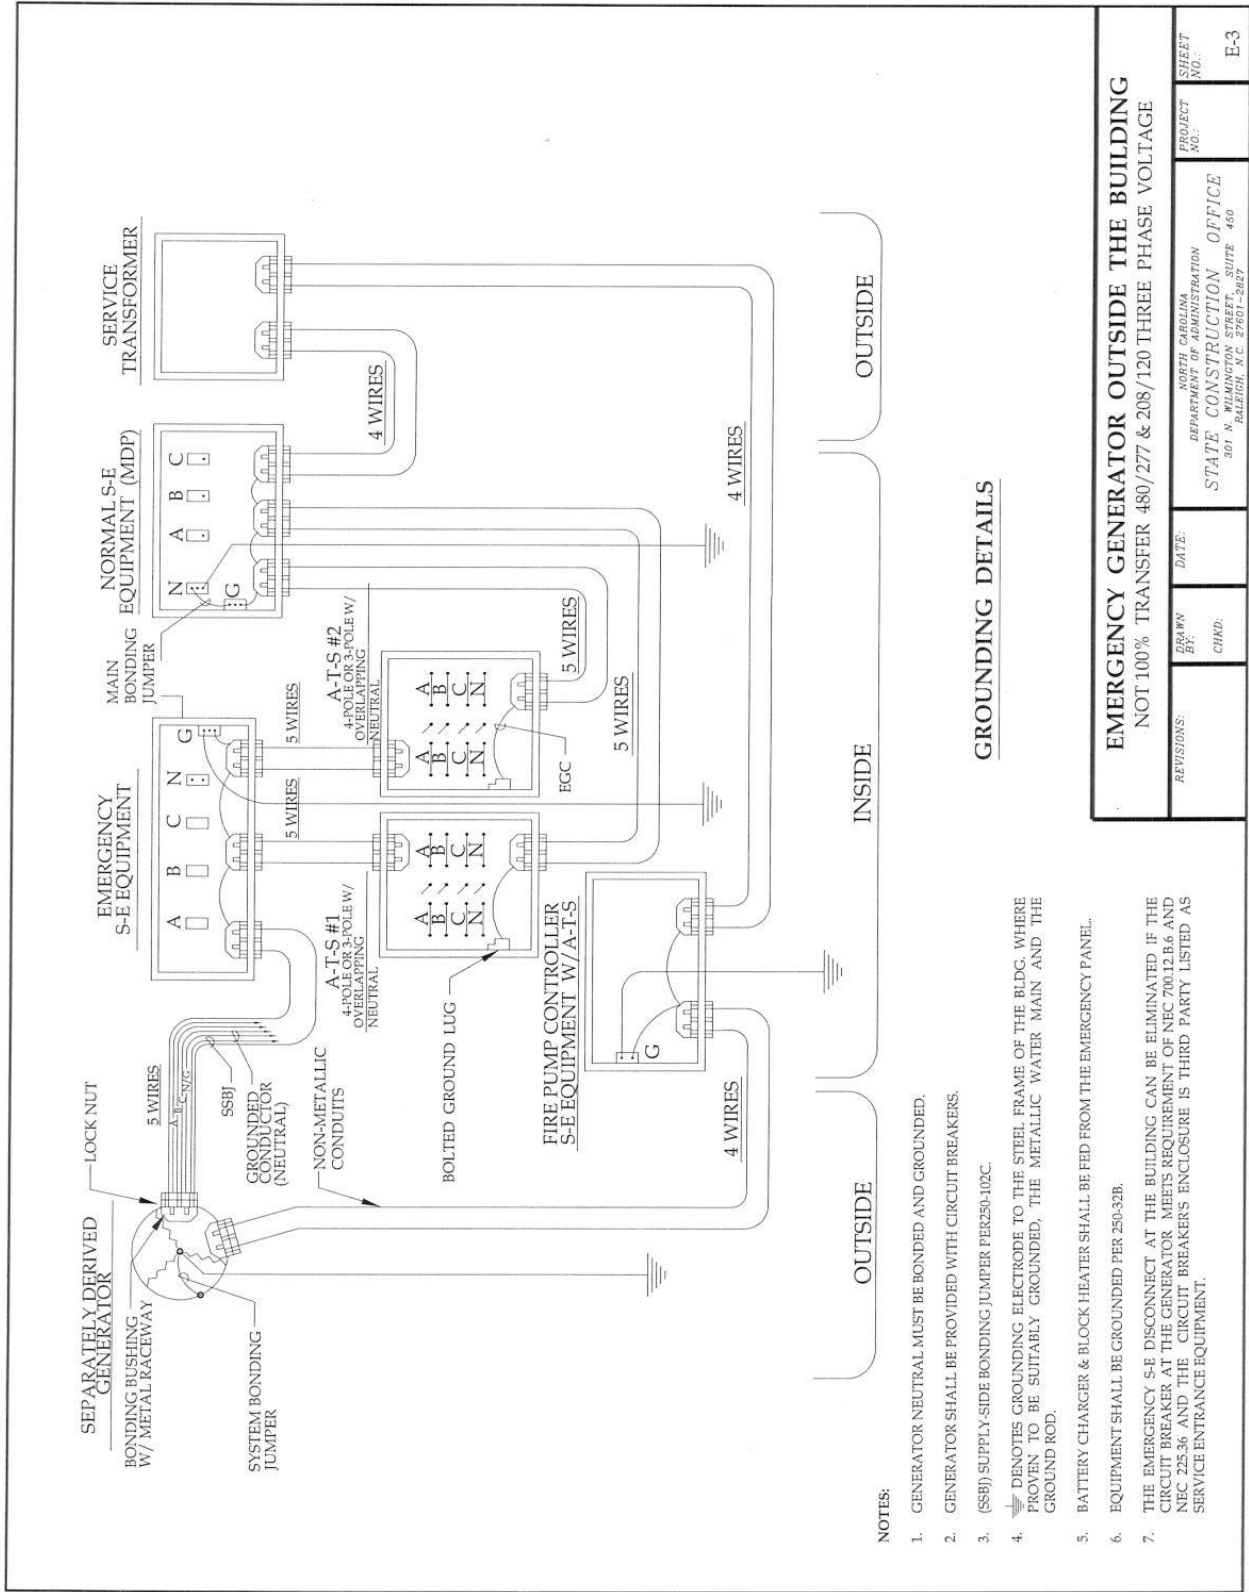 SEPARATELY DERIVED
GENERATOR
BONDING BUSHING
W/ METAL RACEWAY
LOCK NUT
SYSTEM BONDING
JUMPER
5 WIRES
A B C N/G
SSBJ
GROUNDED
CONDUCTOR
(NEUTRAL)
NON-METALLIC
CONDUITS
EMERGENCY
S-E EQUIPMENT
A B C N G
MAIN
BONDING
JUMPER
NORMAL S-E
EQUIPMENT (MDP)
N A B C
G
SERVICE
TRANSFORMER
4 WIRES
5 WIRES
5 WIRES
A-T-S #1
4-POLE OR 3-POLE W/
OVERLAPPING
NEUTRAL
A A
B B
C C
N N
BOLTED GROUND LUG
A-T-S #2
4-POLE OR 3-POLE W/
OVERLAPPING
NEUTRAL
A A
B B
C C
N N
EGC
5 WIRES
5 WIRES
FIRE PUMP CONTROLLER
S-E EQUIPMENT W/A-T-S
G
4 WIRES
4 WIRES
OUTSIDE
INSIDE
OUTSIDE
GROUNDING DETAILS
NOTES:
1. GENERATOR NEUTRAL MUST BE BONDED AND GROUNDED.
2. GENERATOR SHALL BE PROVIDED WITH CIRCUIT BREAKERS.
3. (SSBJ) SUPPLY-SIDE BONDING JUMPER PER250-102C.
4. DENOTES GROUNDING ELECTRODE TO THE STEEL FRAME OF THE BLDG. WHERE
PROVEN TO BE SUITABLY GROUNDED, THE METALLIC WATER MAIN AND THE
GROUND ROD.
5. BATTERY CHARGER & BLOCK HEATER SHALL BE FED FROM THE EMERGENCY PANEL.
6. EQUIPMENT SHALL BE GROUNDED PER 250-32B.
7. THE EMERGENCY S-E DISCONNECT AT THE BUILDING CAN BE ELIMINATED IF THE
CIRCUIT BREAKER AT THE GENERATOR MEETS REQUIREMENT OF NEC 700.12.B.6 AND
NEC 225.36 AND THE CIRCUIT BREAKERS ENCLOSURE IS THIRD PARTY LISTED AS
SERVICE ENTRANCE EQUIPMENT.
EMERGENCY GENERATOR OUTSIDE THE BUILDING
NOT 100% TRANSFER 480/277 & 208/120 THREE PHASE VOLTAGE
REVISIONS:
DRAWN
BY:
CHKD:
DATE:
NORTH CAROLINA
DEPARTMENT OF ADMINISTRATION
STATE CONSTRUCTION OFFICE
301 N. WILMINGTON STREET, SUITE 450
RALEIGH, N.C. 27601-2827
PROJECT
NO.:
SHEET
NO.:
E-3